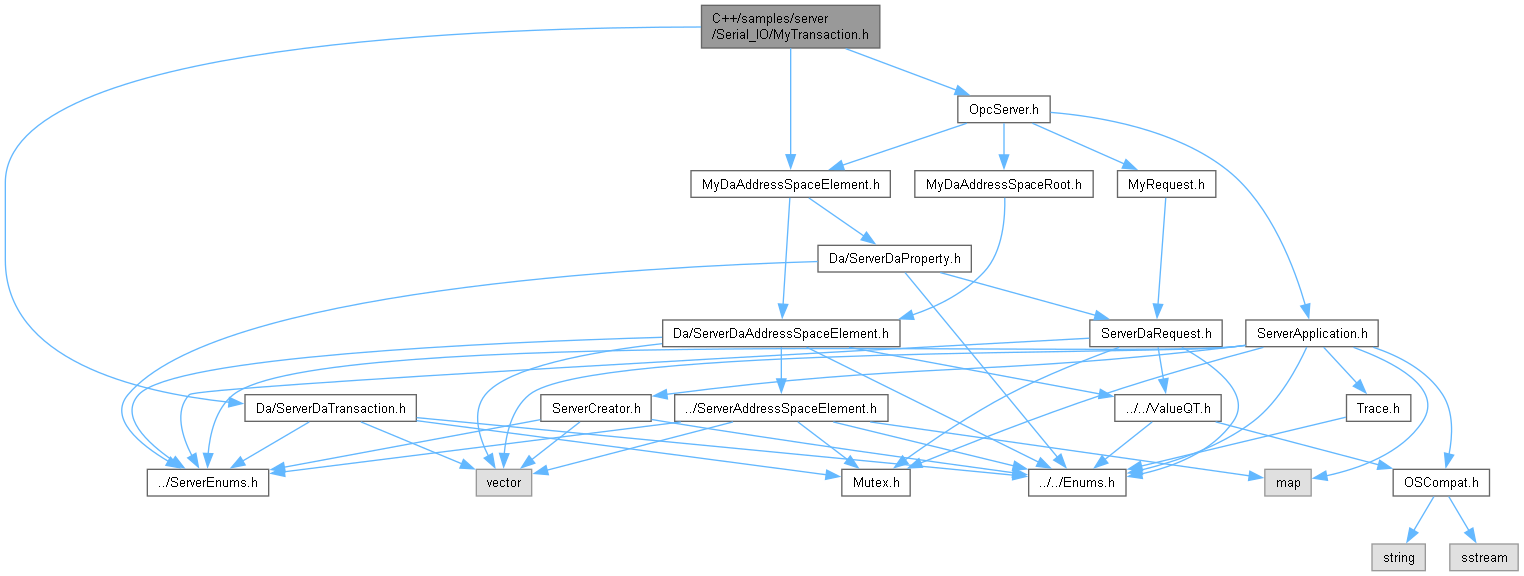 C++/samples/server
/Serial_IO/MyTransaction.h
OpcServer.h
MyDaAddressSpaceElement.h
MyDaAddressSpaceRoot.h
MyRequest.h
Da/ServerDaProperty.h
Da/ServerDaAddressSpaceElement.h
ServerDaRequest.h
ServerApplication.h
Da/ServerDaTransaction.h
ServerCreator.h
../ServerAddressSpaceElement.h
../../ValueQT.h
Trace.h
../ServerEnums.h
vector
Mutex.h
../../Enums.h
map
OSCompat.h
string
sstream